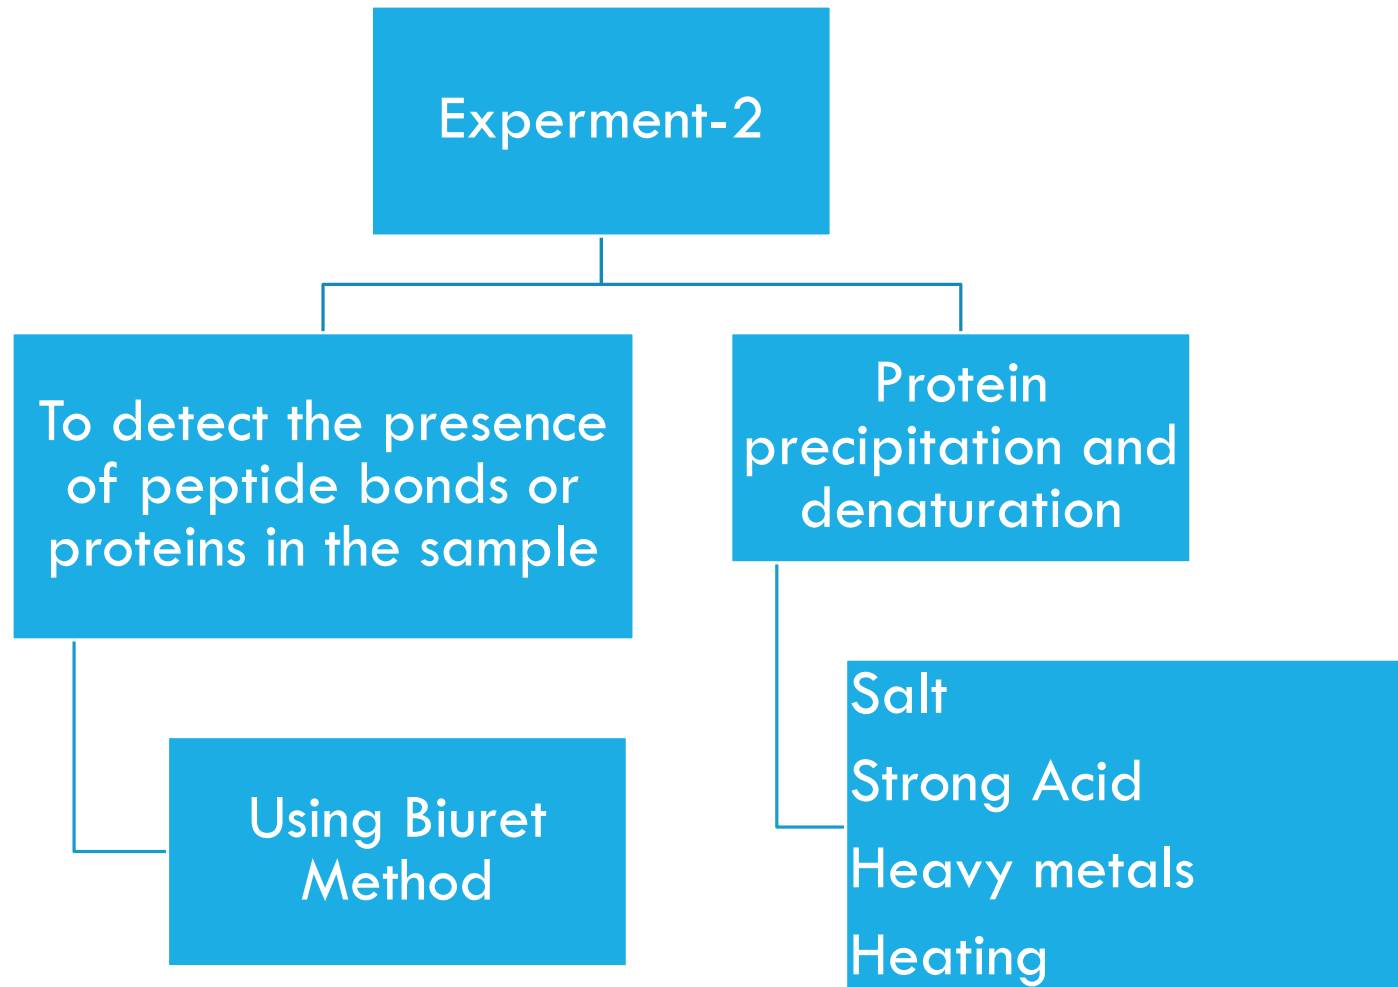 Experment-2
To detect the presence
of peptide bonds or
proteins in the sample
Using Biuret
Method
Protein
precipitation and
denaturation
Salt
Strong Acid
Heavy metals
Heating